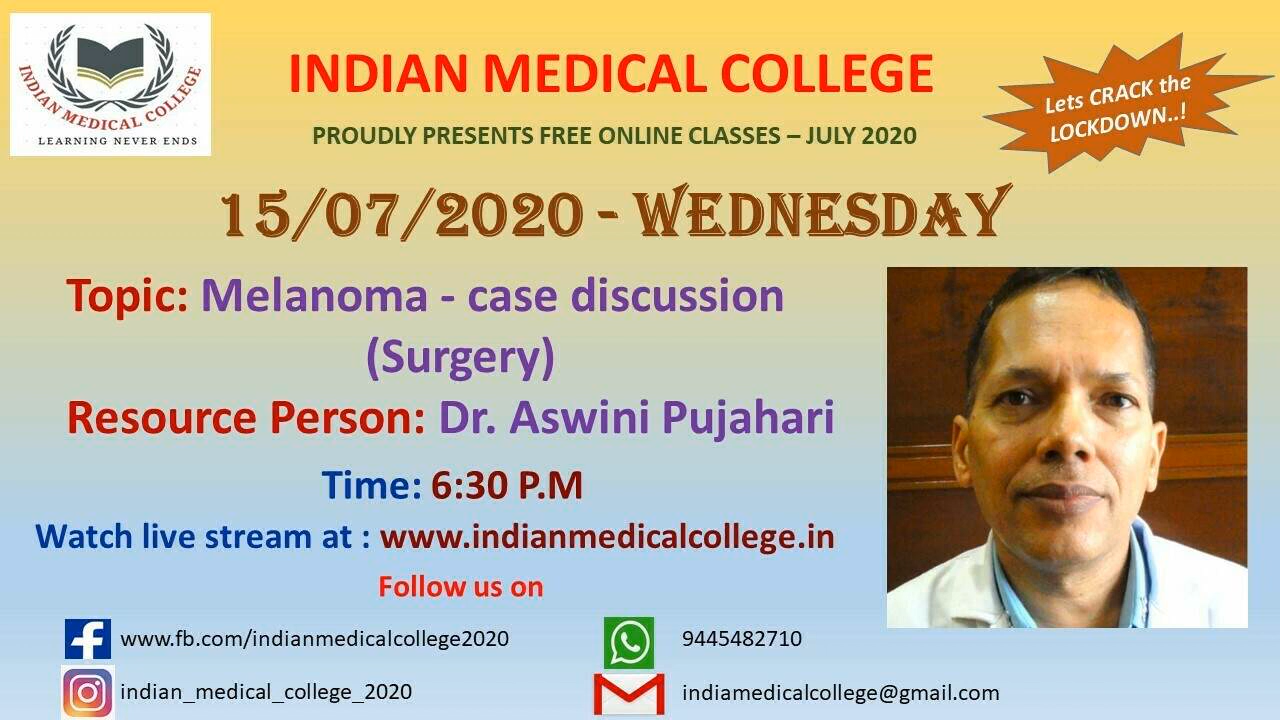 INDIAN MEDICAL COLLEGE
LEARNING NEVER ENDS
INDIAN MEDICAL COLLEGE
PROUDLY PRESENTS FREE ONLINE CLASSES – JULY 2020
Lets CRACK the
LOCKDOWN..!
15/07/2020 - WEDNESDAY
Topic: Melanoma - case discussion
(Surgery)
Resource Person: Dr. Aswini Pujahari
Time: 6:30 P.M
Watch live stream at : www.indianmedicalcollege.in
Follow us on
www.fb.com/indianmedicalcollege2020
9445482710
indian_medical_college_2020
indiamedicalcollege@gmail.com